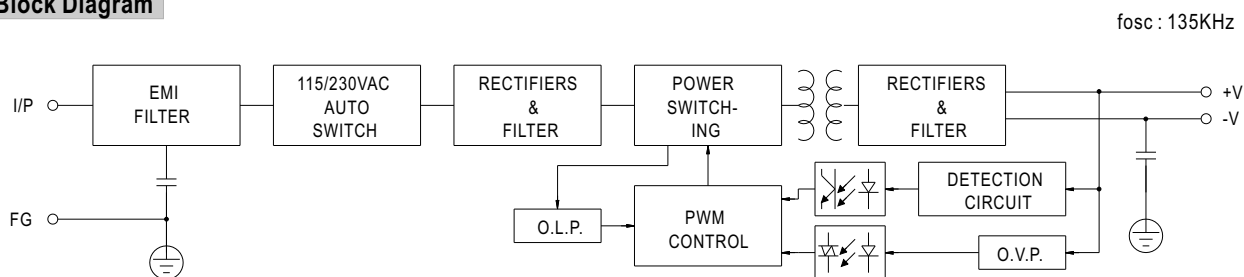 Block Diagram
fosc : 135KHz
I/P
EMI
FILTER
115/230VAC
AUTO
SWITCH
RECTIFIERS
&
FILTER
POWER
SWITCH-
ING
RECTIFIERS
&
FILTER
+V
-V
FG
O.L.P.
PWM
CONTROL
DETECTION
CIRCUIT
O.V.P.